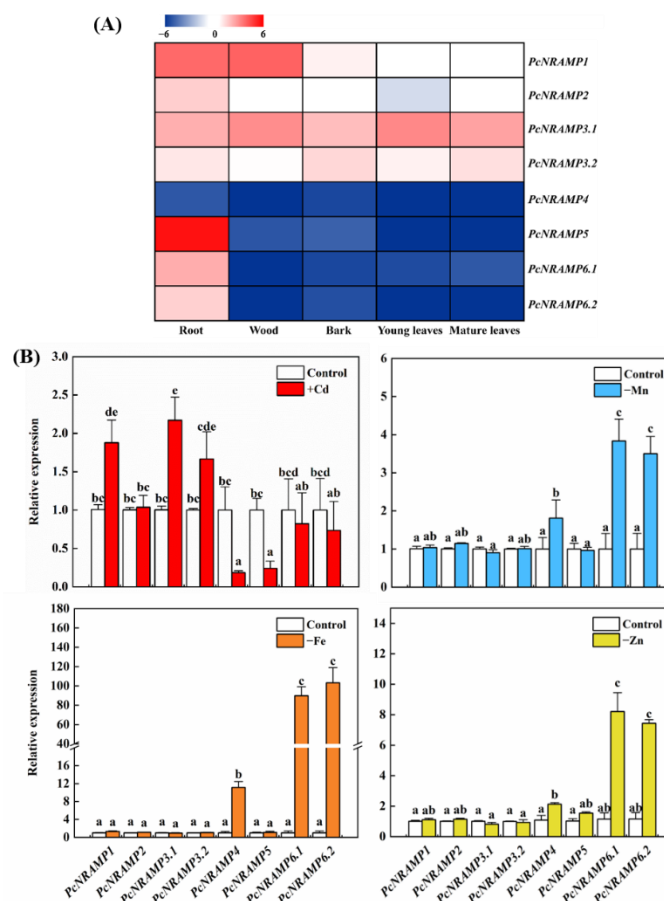 (A)
−6 0 6
PcNRAMP1
PcNRAMP2
PcNRAMP3.1
PcNRAMP3.2
PcNRAMP4
PcNRAMP5
PcNRAMP6.1
PcNRAMP6.2
Root Wood Bark Young leaves Mature leaves
(B)
Relative expression
3.0
2.5
2.0
1.5
1.0
0.5
0.0
Control
+Cd
bc de bc bc bc e bc cde bc a bc a bcd ab bcd ab
6
4
2
0
Control
−Mn
a ab a ab a a a a a b a a a c a c
Relative expression
180
160
140
120
100
80
60
40
16
12
8
4
0
Control
−Fe
a a a a a a a a a b a a a c a c
PcNRAMP1
PcNRAMP2
PcNRAMP3.1
PcNRAMP3.2
PcNRAMP4
PcNRAMP5
PcNRAMP6.1
PcNRAMP6.2
14
12
10
8
6
4
2
0
Control
−Zn
a ab a ab a a a a a b a ab ab c ab c
PcNRAMP1
PcNRAMP2
PcNRAMP3.1
PcNRAMP3.2
PcNRAMP4
PcNRAMP5
PcNRAMP6.1
PcNRAMP6.2